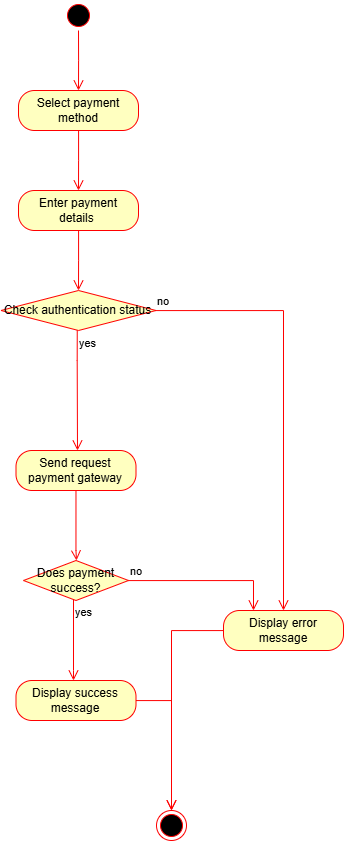 Select payment
method
Enter payment
details
Check authentication status
no
yes
Send request
payment gateway
Does payment
success?
no
yes
Display error
message
Display success
message